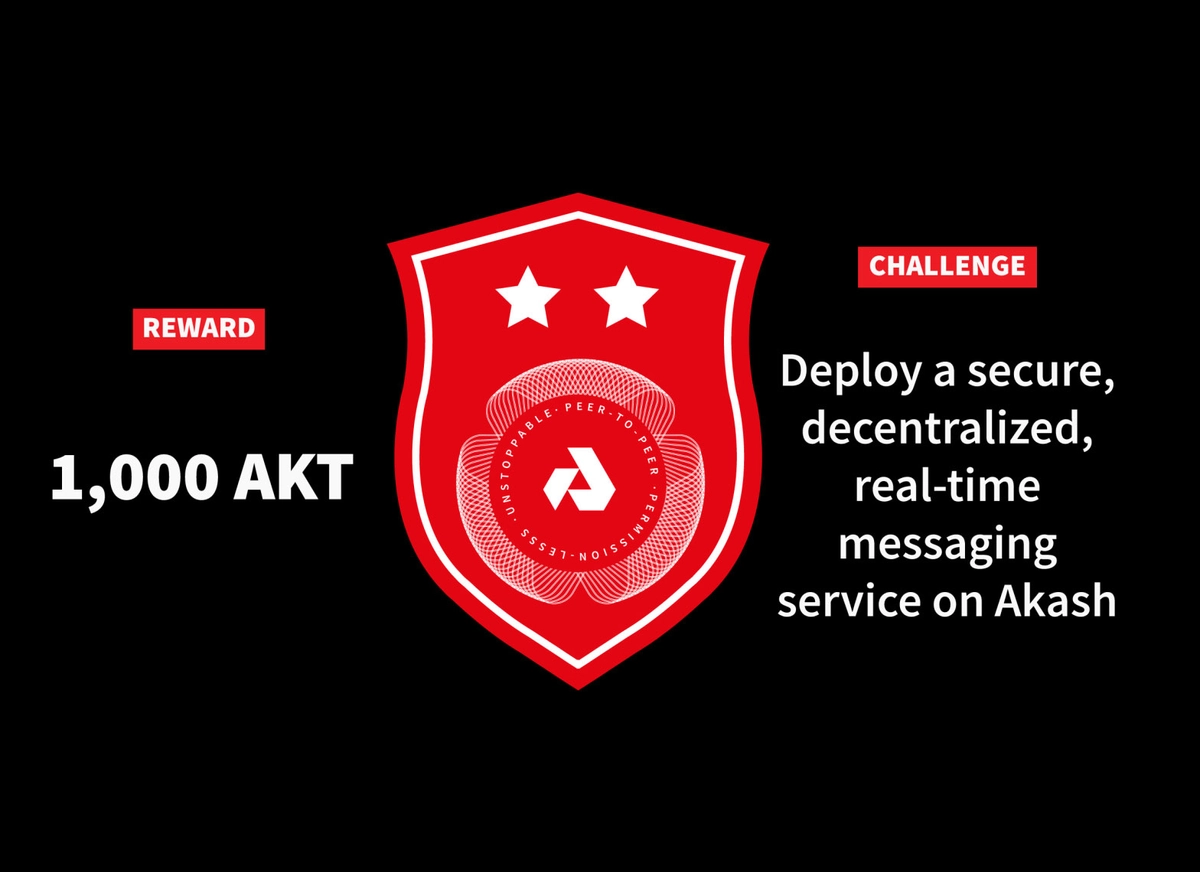 REWARD
1,000 AKT
UNSTOPPABLE · PEER-TO-PEER · PERMISSION-LESSS ·
CHALLENGE
Deploy a secure,
decentralized,
real-time
messaging
service on Akash